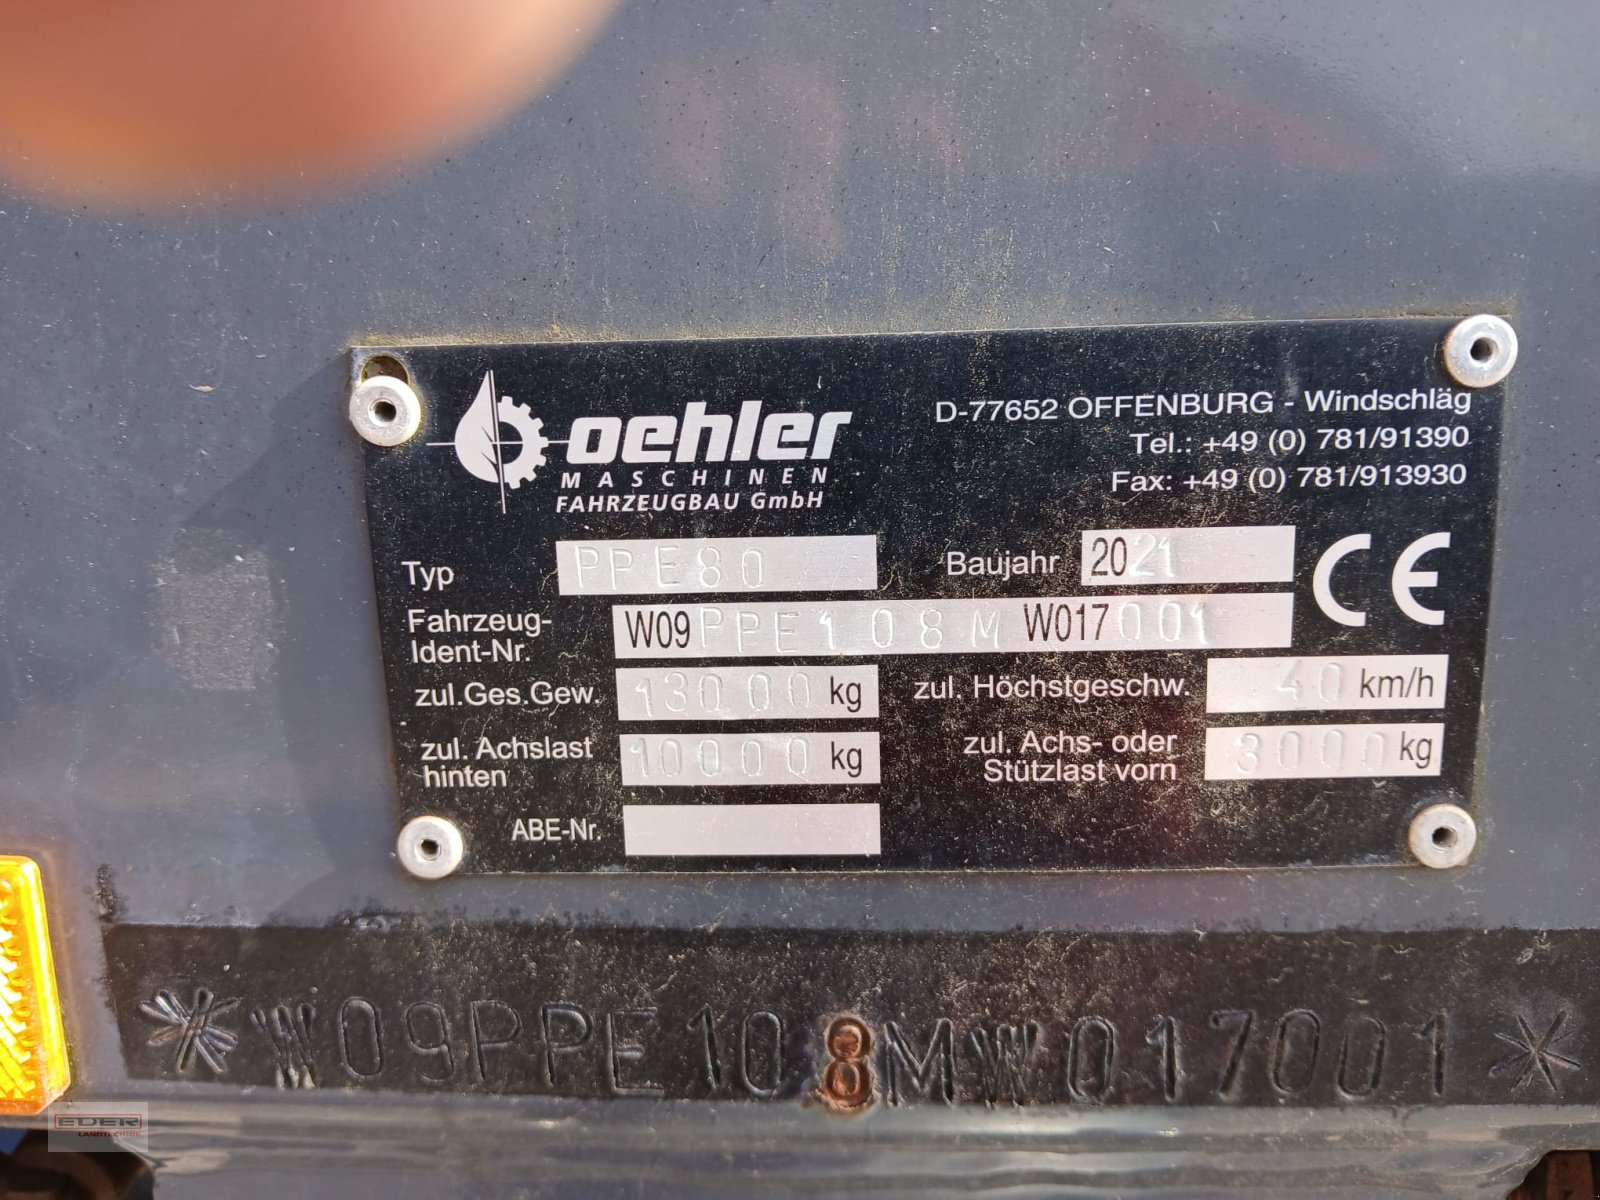 oehler
MASCHINEN
FAHRZEUGBAU GmbH
D-77652 OFFENBURG - Windschläg
Tel.: +49 (0) 781/91390
Fax: +49 (0) 781/913930
Typ PPE80
Baujahr 2021
CE
Fahrzeug-
Ident-Nr. W09PPE108MW017001
zul.Ges.Gew. 13000 kg
zul. Höchstgeschw. 40 km/h
zul. Achslast
hinten 10000 kg
zul. Achs- oder
Stützlast vorn 3000 kg
ABE-Nr.
*W09PPE108MW017001*
EDER
LANDTECHNIK